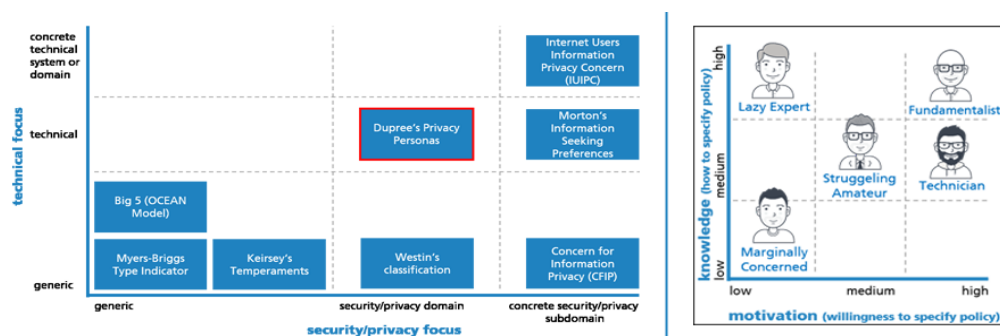 concrete
technical
system or
domain
technical
generic
technical focus
Internet Users
Information
Privacy Concern
(IUIPC)
Dupree's Privacy
Personas
Morton's
Information
Seeking
Preferences
Big 5 (OCEAN
Model)
Myers-Briggs
Type Indicator
Keirsey's
Temperaments
Westin's
classification
Concern for
Information
Privacy (CFIP)
generic
security/privacy domain
concrete security/privacy
subdomain
security/privacy focus
knowledge (how to specify policy)
high
medium
low
Lazy Expert
Fundamentalist
Struggeling
Amateur
Technician
Marginally
Concerned
low
medium
high
motivation (willingness to specify policy)